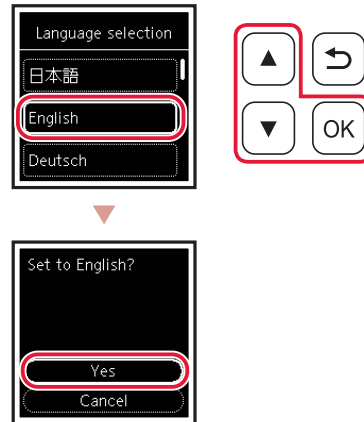 Language selection
日本語
English
Deutsch
OK
Set to English?
Yes
Cancel